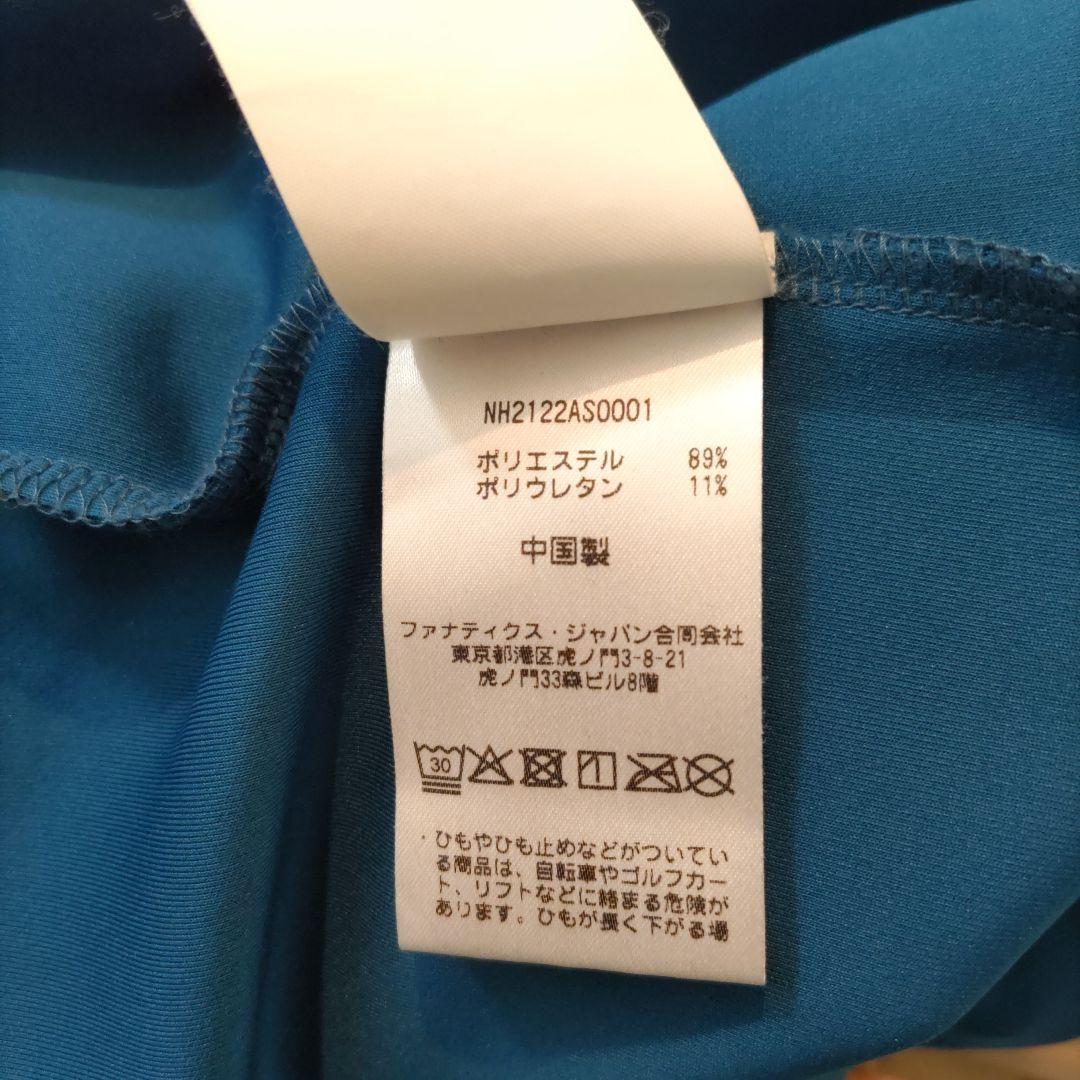 NH2122AS0001
ポリエステル 89%
ポリウレタン 11%
中国製
ファナティクス・ジャパン合同会社
東京都港区虎ノ門3-8-21
虎ノ門33森ビル8階
30
・ひもやひも止めなどがついてい
る商品は、自転車やゴルフカー
ト、リフトなどに絡まる危険が
あります。ひもが長く下がる場